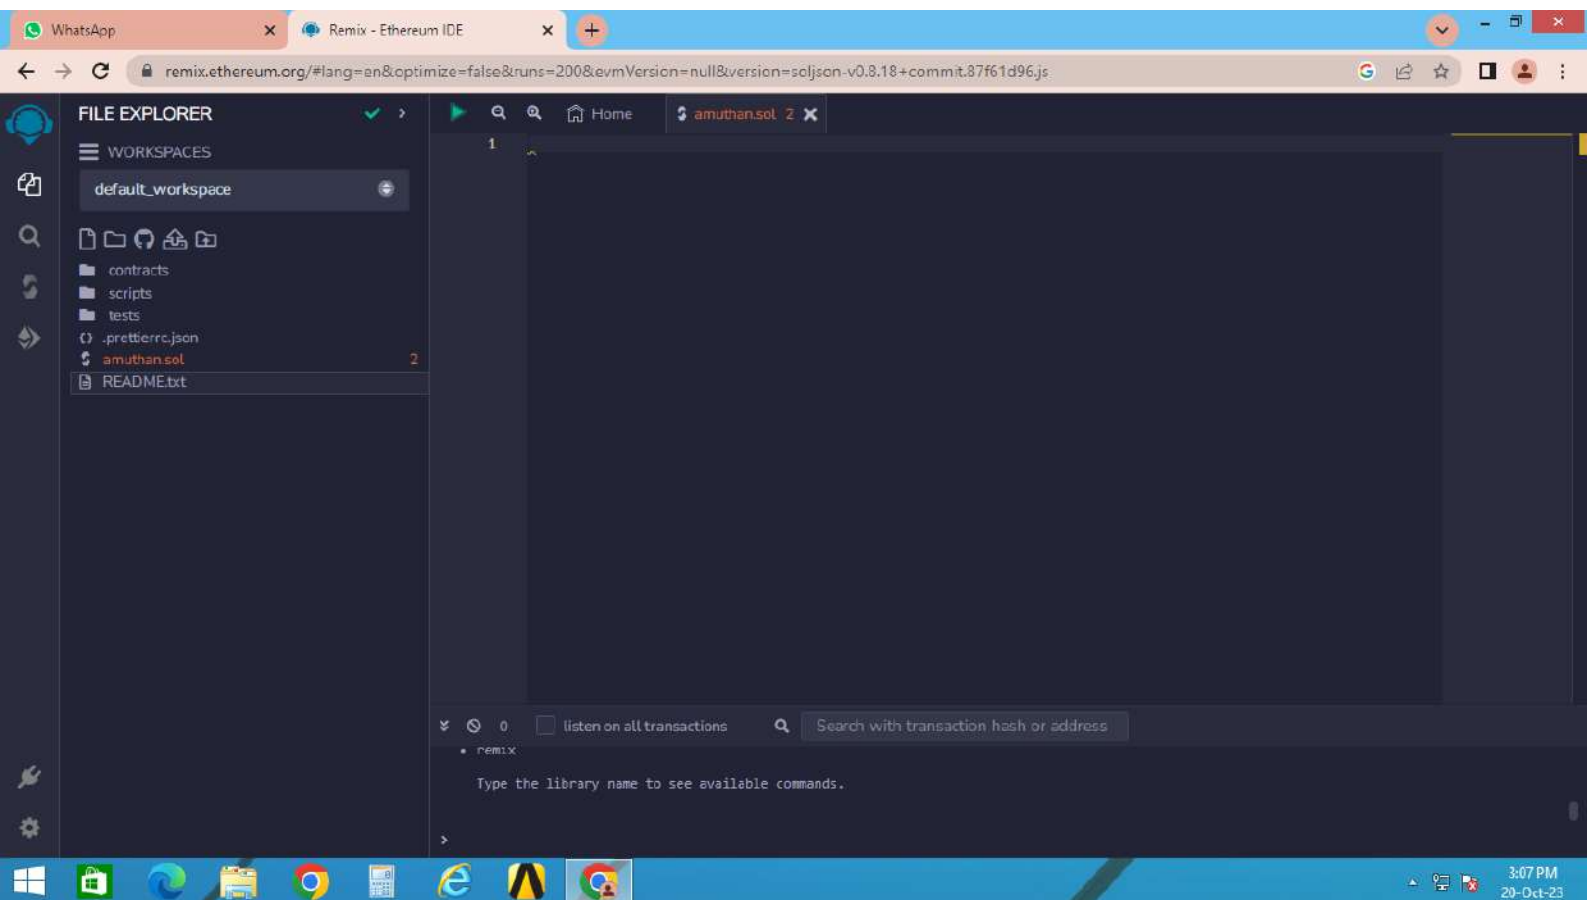 WhatsApp
Remix - Ethereum IDE
remix.ethereum.org/#lang=en&optimize=false&runs=200&evmVersion=null&version=soljson-v0.8.18+commit.87f61d96.js
FILE EXPLORER
Home
amuthan.sol 2
WORKSPACES
1
default_workspace
contracts
scripts
tests
.prettierrc.json
amuthan.sol 2
README.txt
0
listen on all transactions
Search with transaction hash or address
remix
Type the library name to see available commands.
>
3:07 PM
20-Oct-23